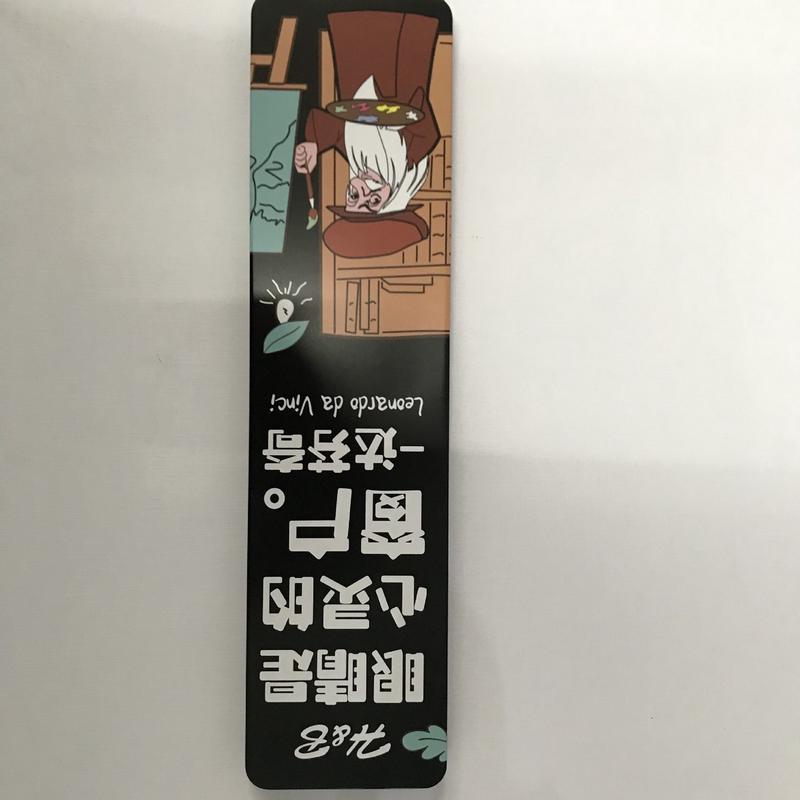 H&B
眼睛是
心灵的
窗户。
—达芬奇
Leonardo da Vinci